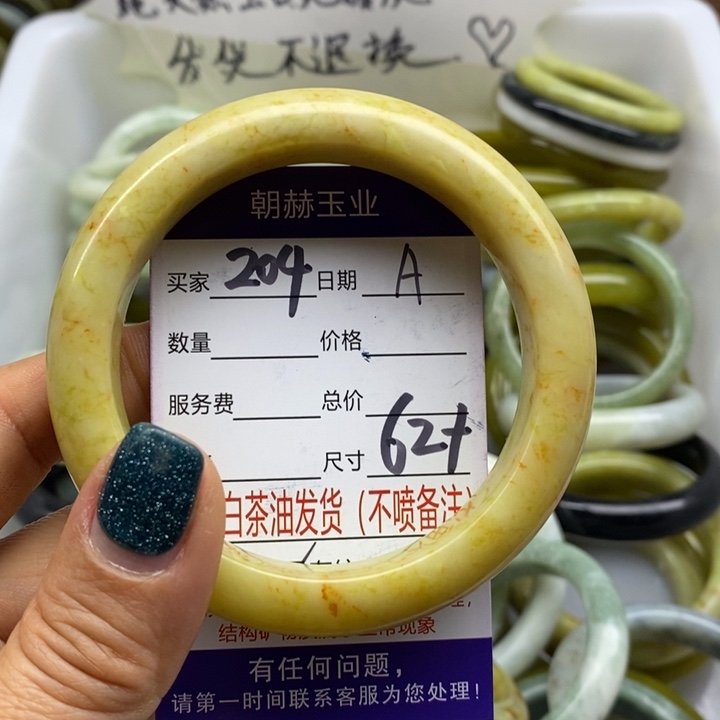 售出不退换
朝赫玉业
买家 204 日期 A
数量 价格
服务费 总价
尺寸 62+
白茶油发货（不喷备注
有任何问题，
请第一时间联系客服为您处理！